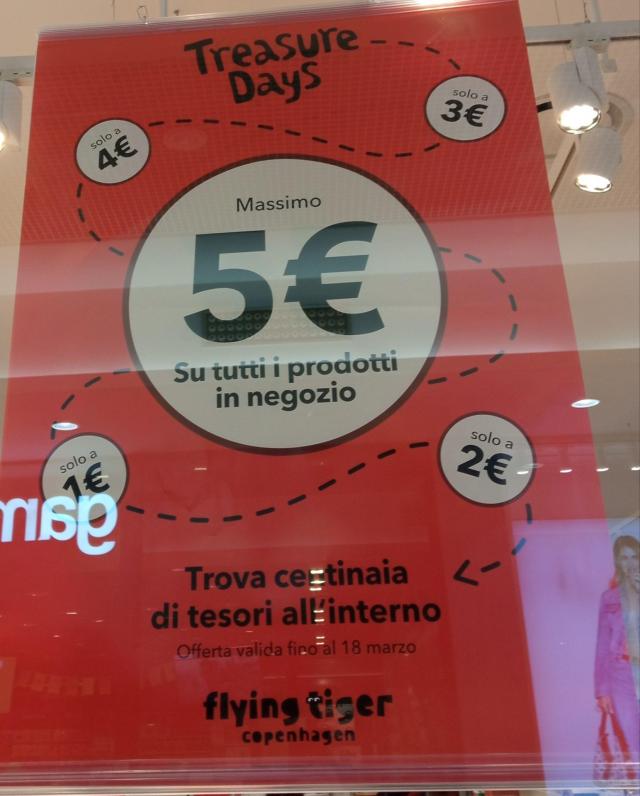 Treasure
Days
solo a
3€
solo a
4€
Massimo
5€
Su tutti i prodotti
in negozio
solo a
1€
solo a
2€
Trova centinaia
di tesori all'interno
Offerta valida fino al 18 marzo
flying tiger
copenhagen